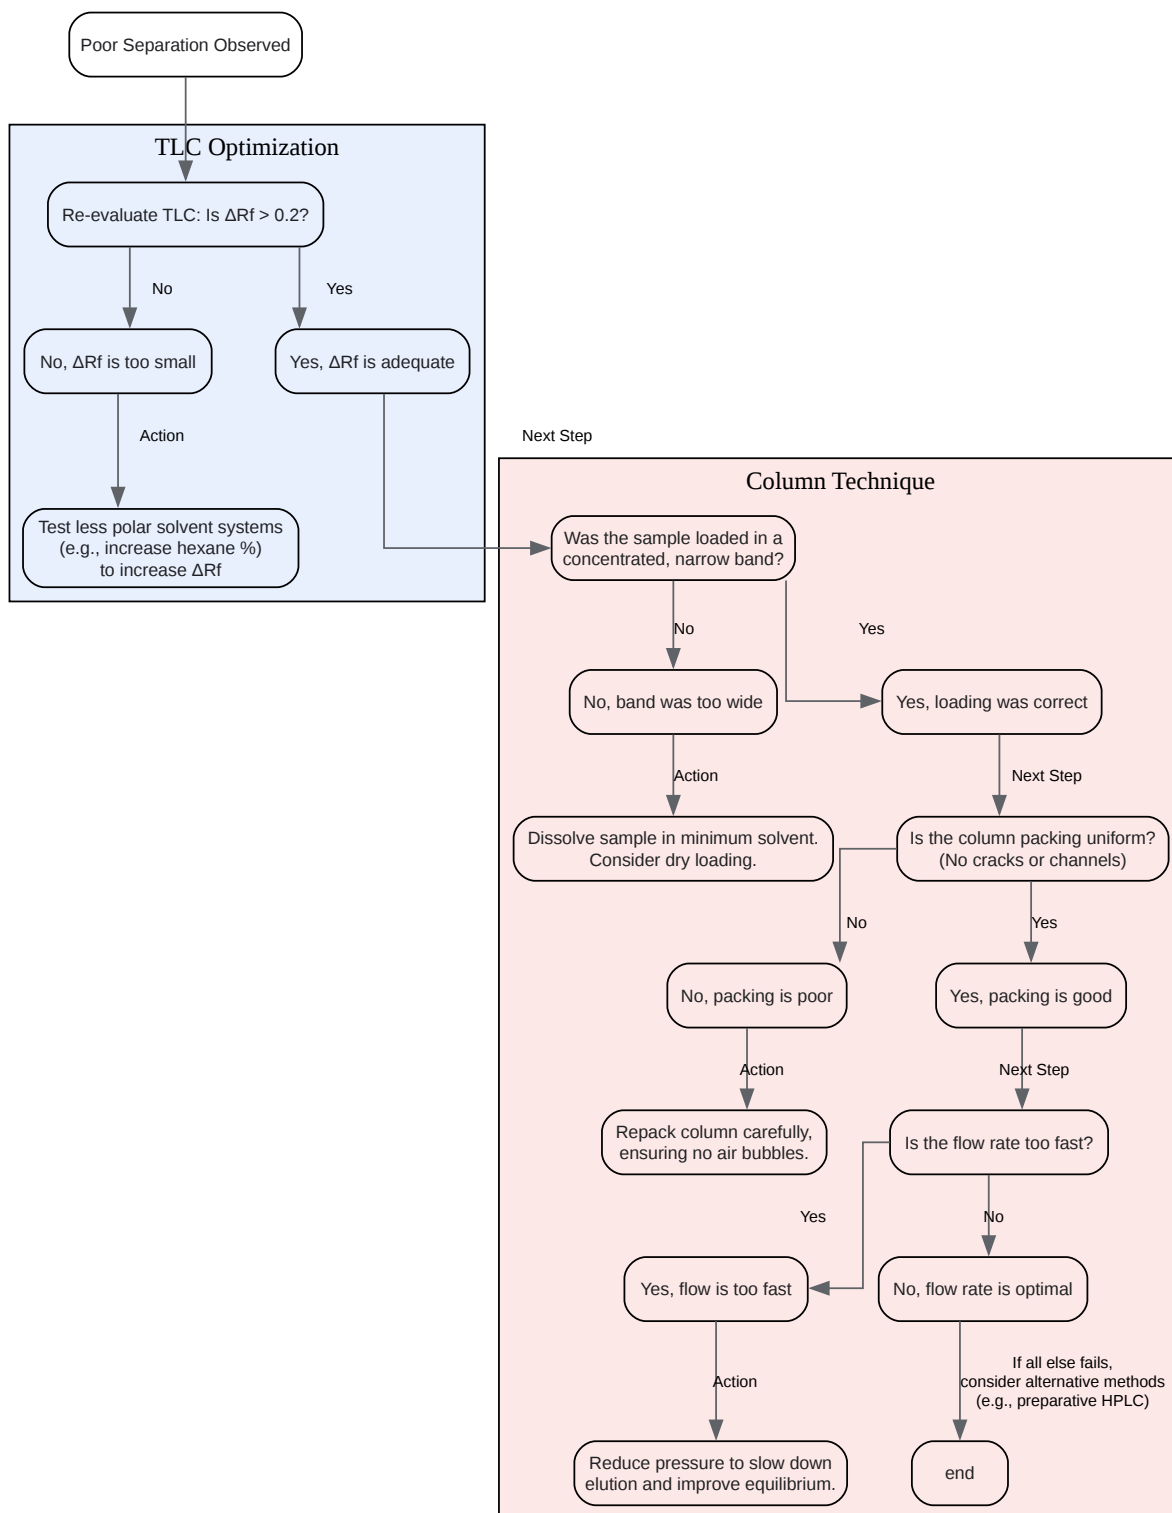 Poor Separation Observed
TLC Optimization
Re-evaluate TLC: Is ΔRf > 0.2?
No
Yes
No, ΔRf is too small
Yes, ΔRf is adequate
Action
Next Step
Column Technique
Test less polar solvent systems
(e.g., increase hexane %)
to increase ΔRf
Was the sample loaded in a
concentrated, narrow band?
No
Yes
No, band was too wide
Yes, loading was correct
Action
Next Step
Dissolve sample in minimum solvent.
Consider dry loading.
Is the column packing uniform?
(No cracks or channels)
No
Yes
No, packing is poor
Yes, packing is good
Action
Next Step
Repack column carefully,
ensuring no air bubbles.
Is the flow rate too fast?
Yes
No
Yes, flow is too fast
No, flow rate is optimal
Action
If all else fails,
consider alternative methods
(e.g., preparative HPLC)
Reduce pressure to slow down
elution and improve equilibrium.
end